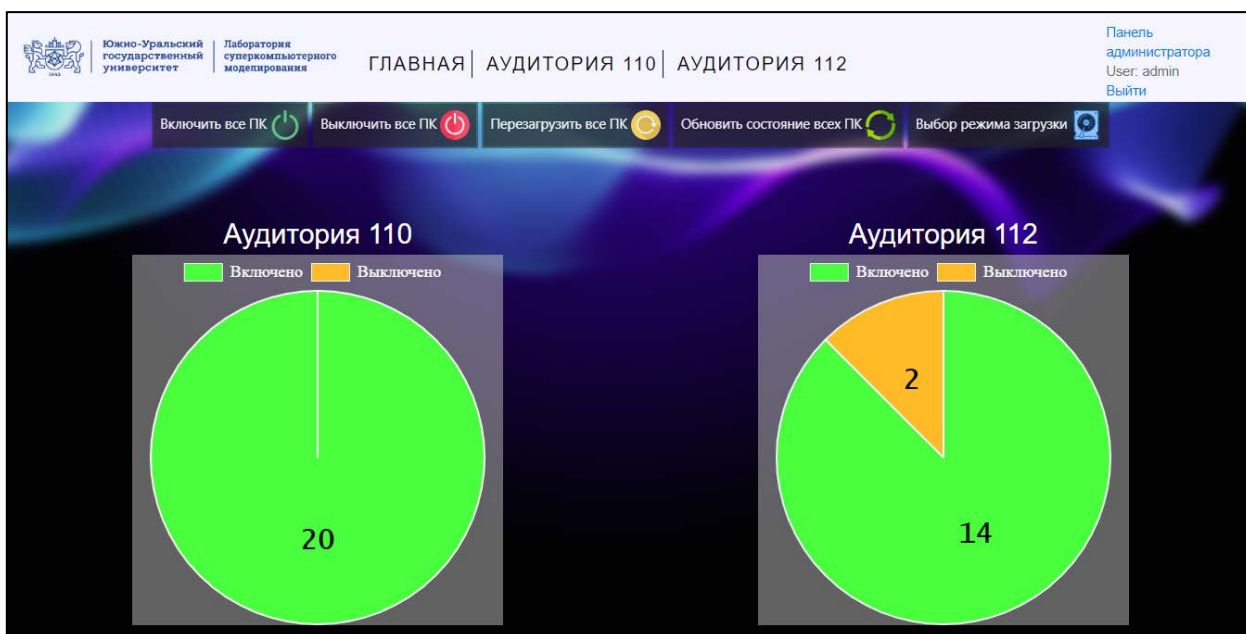 Южно-Уральский
государственный
университет
Лаборатория
суперкомпьютерного
моделирования
ГЛАВНАЯ
АУДИТОРИЯ 110
АУДИТОРИЯ 112
Панель
администратора
User: admin
Выйти
Включить все ПК
Выключить все ПК
Перезагрузить все ПК
Обновить состояние всех ПК
Выбор режима загрузки
Аудитория 110
Включено Выключено
20
Аудитория 112
Включено Выключено
2
14